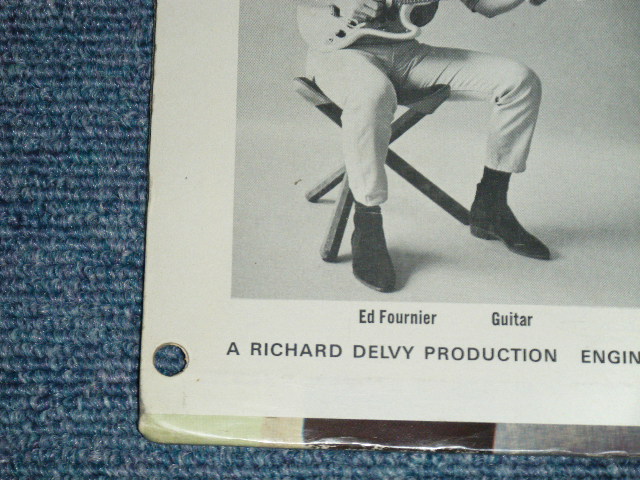 Ed Fournier Guitar
A RICHARD DELVY PRODUCTION ENGIN